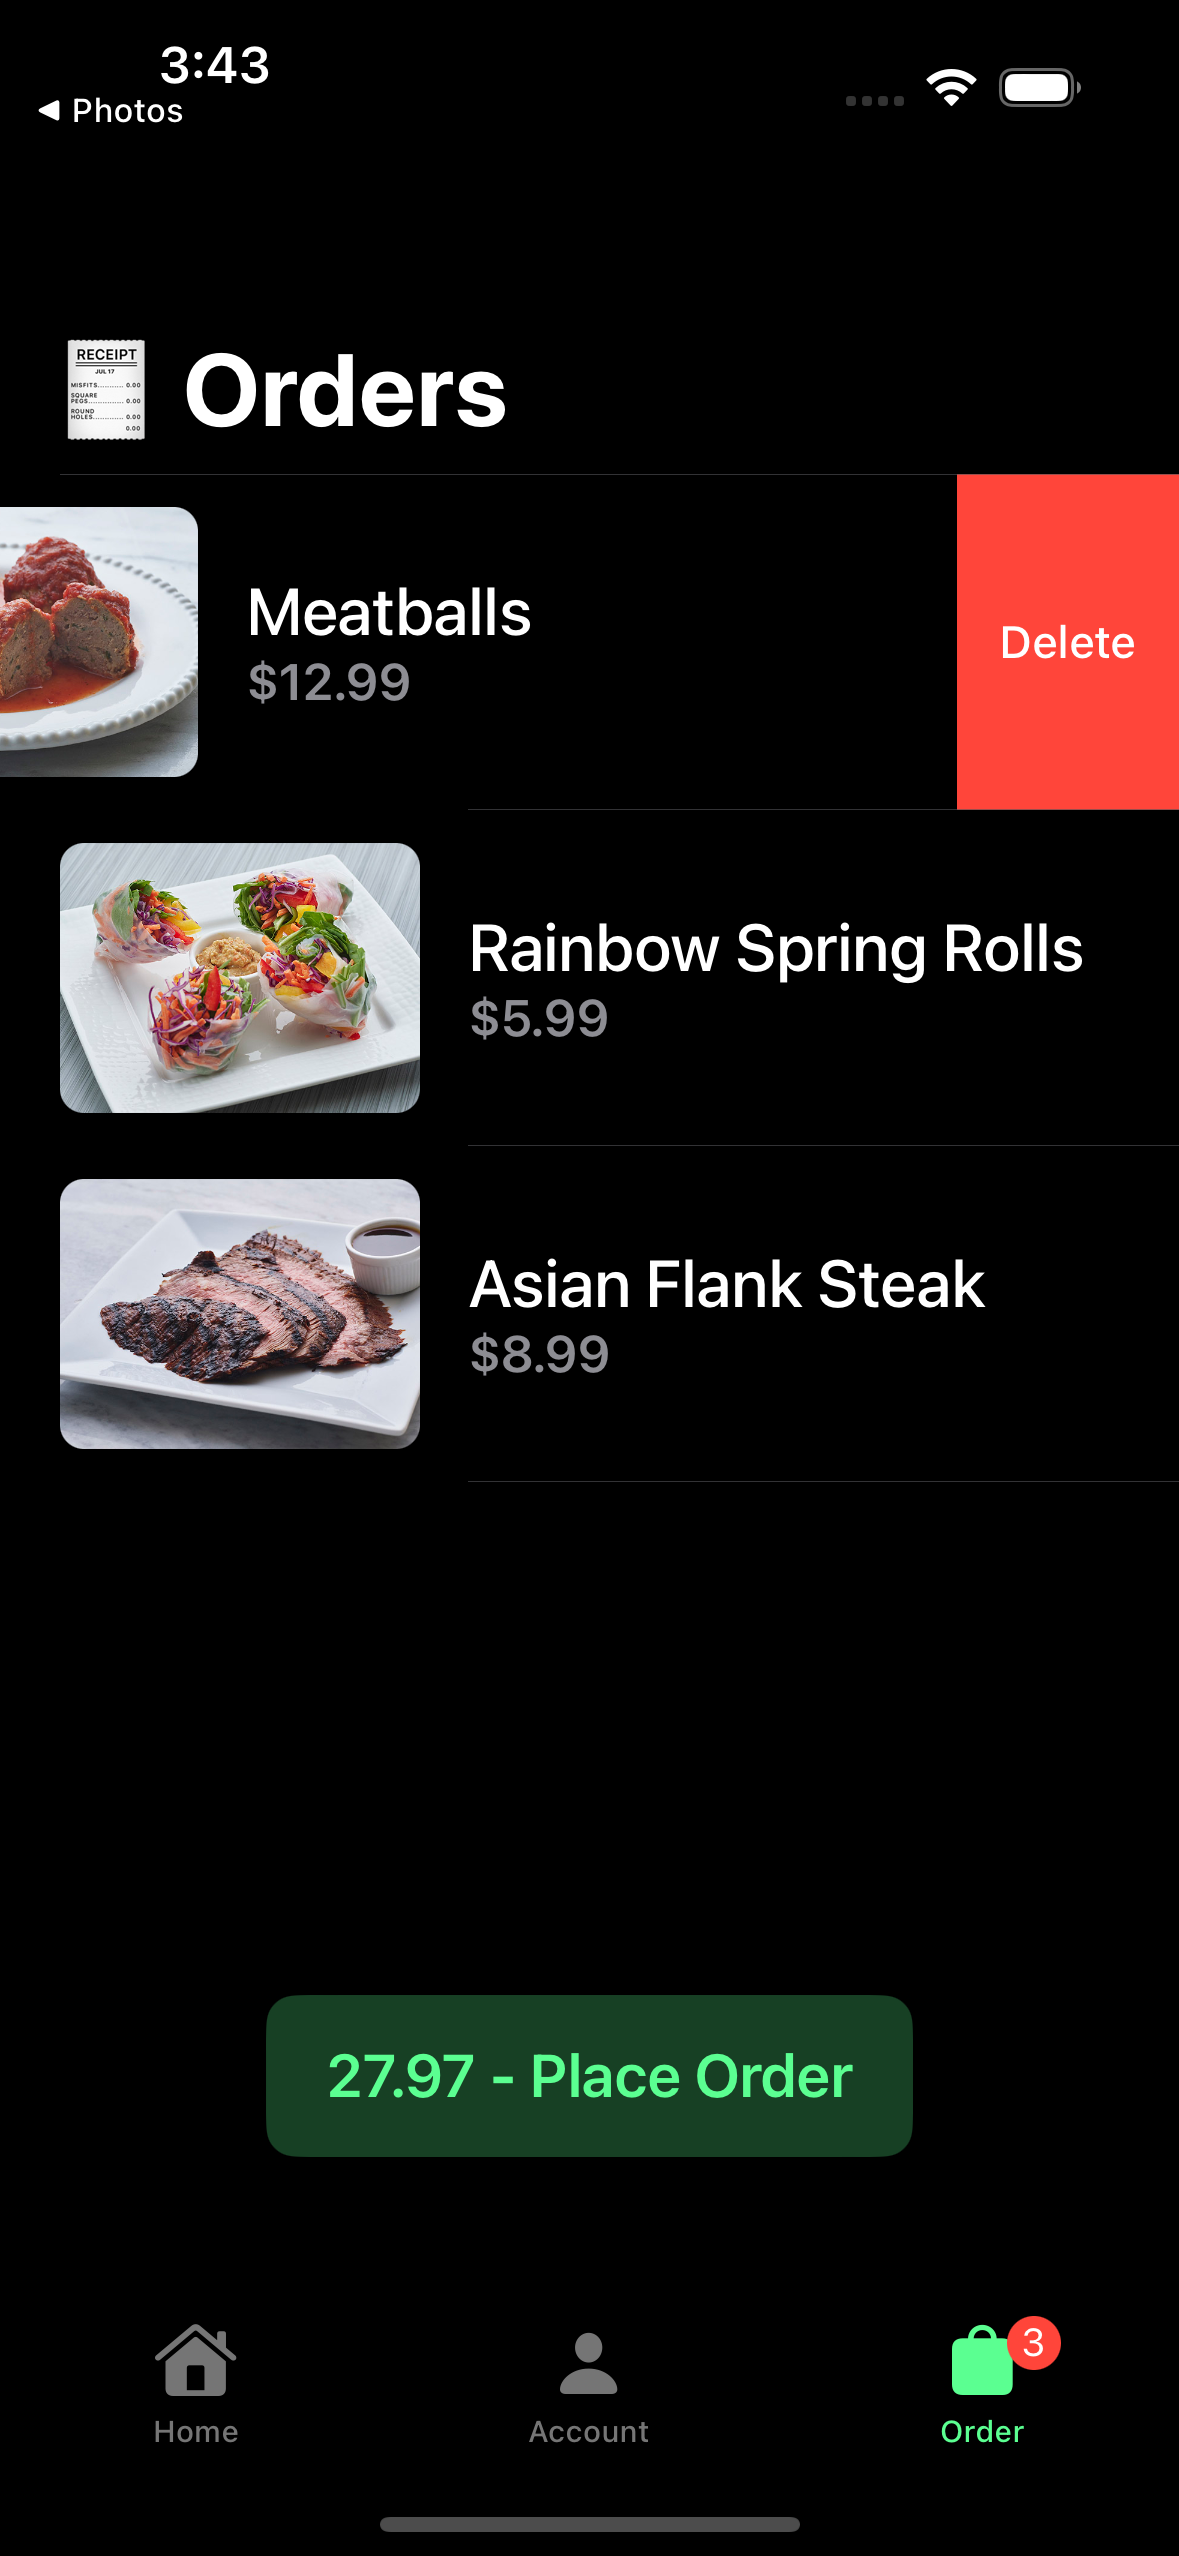 3:43
◀ Photos
RECEIPT
JUL 17
MISFITS........... 0.00
SQUARE
PEGS.............. 0.00
ROUND
HOLES............. 0.00
0.00
Orders
Meatballs
$12.99
Delete
Rainbow Spring Rolls
$5.99
Asian Flank Steak
$8.99
27.97 - Place Order
3
Home
Account
Order